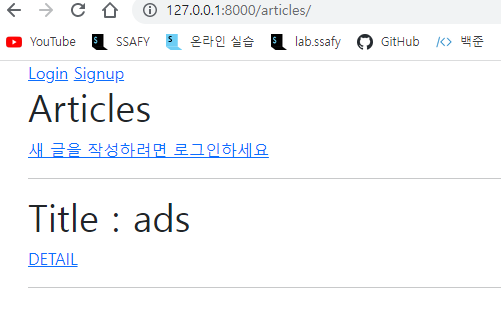 127.0.0.1:8000/articles/
YouTube SSAFY 온라인 실습 lab.ssafy GitHub 백준
Login Signup
Articles
새 글을 작성하려면 로그인하세요
Title : ads
DETAIL